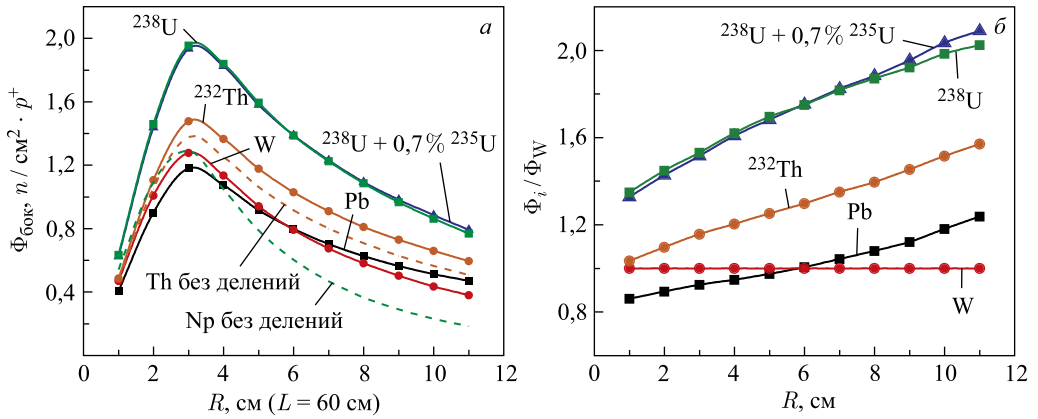 а
Φбок, n / см² · p⁺
2,0
1,6
1,2
0,8
0,4
²³⁸U
²³²Th
W
²³⁸U + 0,7 % ²³⁵U
Pb
Th без делений
Np без делений
0 2 4 6 8 10 12
R, см (L = 60 см)
б
Φi / ΦW
2,0
1,6
1,2
0,8
²³⁸U + 0,7 % ²³⁵U
²³⁸U
²³²Th
Pb
W
0 2 4 6 8 10 12
R, см